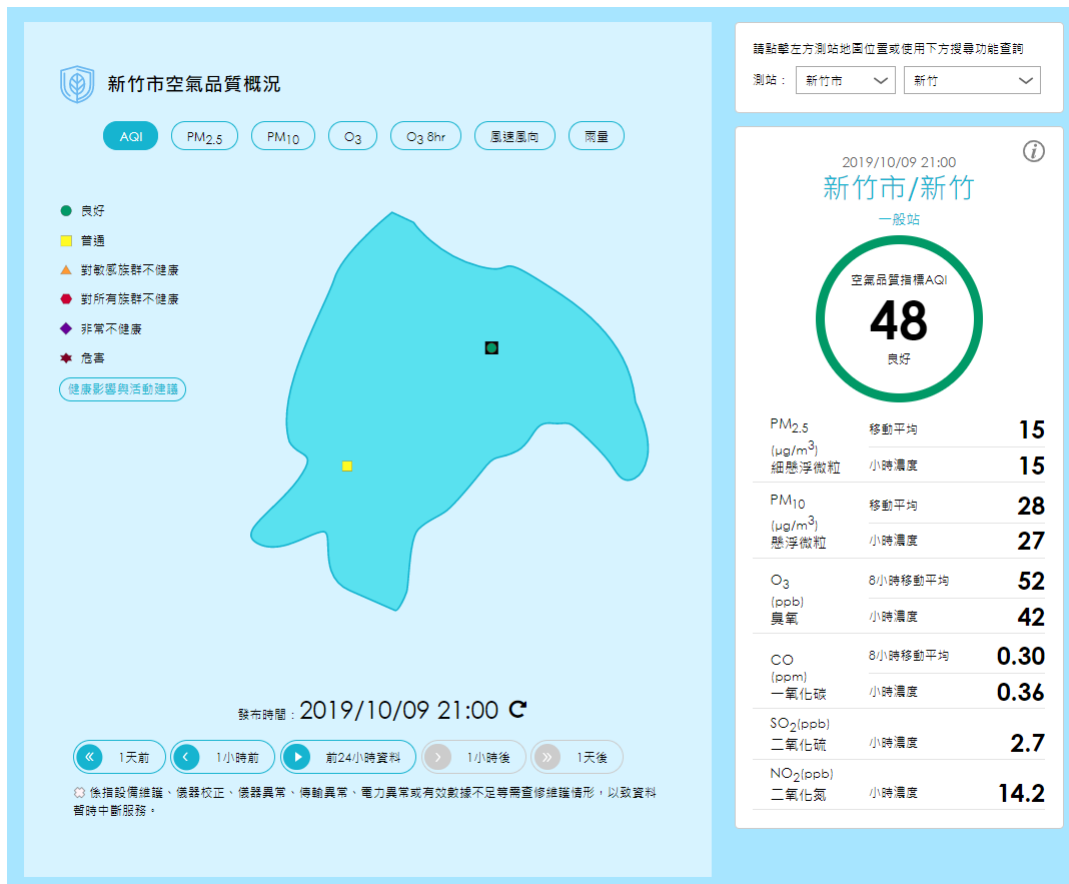 新竹市空氣品質概況
AQI
PM2.5
PM10
O3
O3 8hr
風速風向
雨量
良好
普通
對敏感族群不健康
對所有族群不健康
非常不健康
危害
健康影響與活動建議
發布時間：2019/10/09 21:00
1天前
1小時前
前24小時資料
1小時後
1天後
係指設備維護、儀器校正、儀器異常、傳輸異常、電力異常或有效數據不足等需查修維護情形，以致資料
暫時中斷服務。
請點擊左方測站地圖位置或使用下方搜尋功能查詢
測站： 新竹市 新竹
2019/10/09 21:00
新竹市/新竹
一般站
空氣品質指標AQI
48
良好
PM2.5
(μg/m3)
細懸浮微粒
移動平均 15
小時濃度 15
PM10
(μg/m3)
懸浮微粒
移動平均 28
小時濃度 27
O3
(ppb)
臭氧
8小時移動平均 52
小時濃度 42
CO
(ppm)
一氧化碳
8小時移動平均 0.30
小時濃度 0.36
SO2(ppb)
二氧化硫 小時濃度 2.7
NO2(ppb)
二氧化氮 小時濃度 14.2